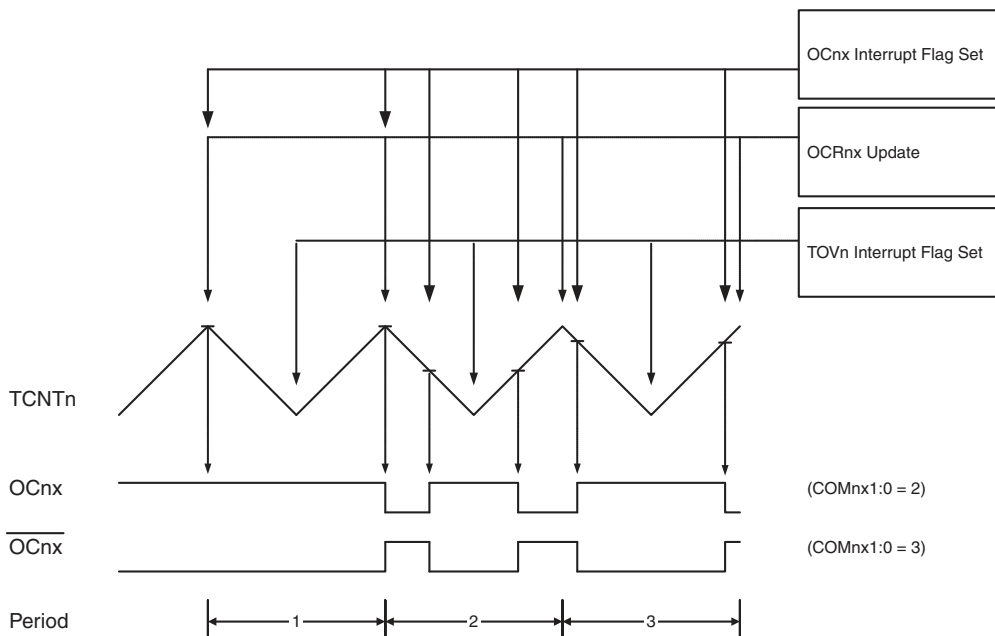 OCnx Interrupt Flag Set
OCRnx Update
TOVn Interrupt Flag Set
TCNTn
OCnx
(COMnx1:0 = 2)
OCnx
(COMnx1:0 = 3)
Period
1
2
3